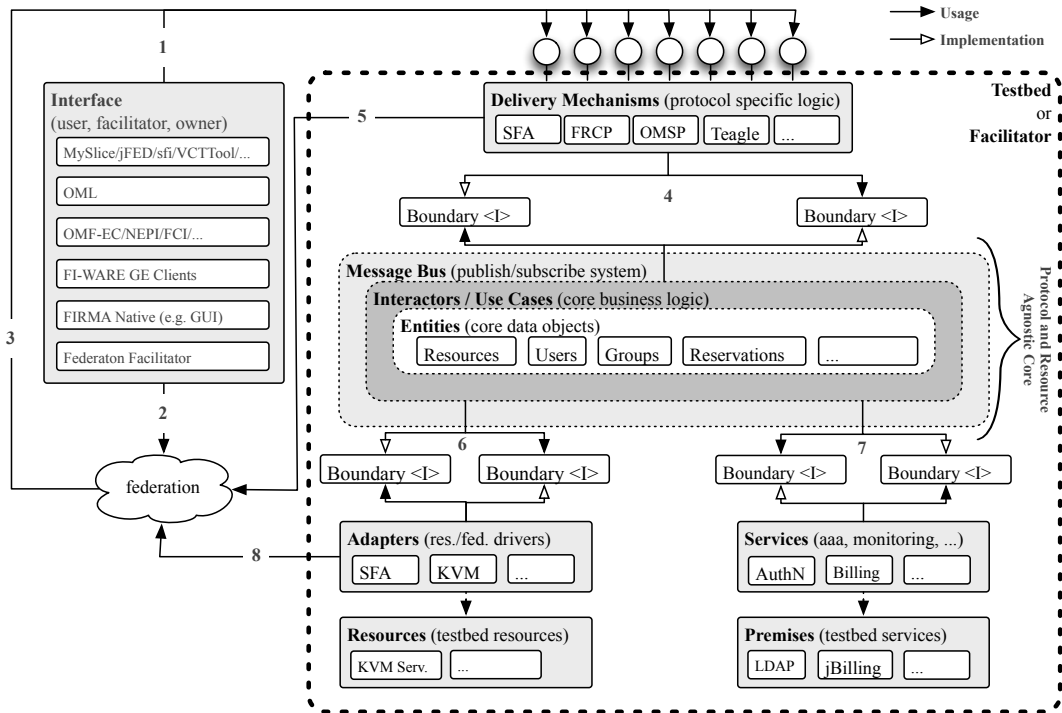 Usage
Implementation
1
Interface
(user, facilitator, owner)
MySlice/jFED/sfi/VCTTool/...
OML
OMF-EC/NEPI/FCI/...
FI-WARE GE Clients
FIRMA Native (e.g. GUI)
Federaton Facilitator
2
3
federation
5
Delivery Mechanisms (protocol specific logic)
SFA
FRCP
OMSP
Teagle
...
Testbed
or
Facilitator
4
Boundary <I>
Boundary <I>
Message Bus (publish/subscribe system)
Interactors / Use Cases (core business logic)
Entities (core data objects)
Resources
Users
Groups
Reservations
...
Protocol and Resource
Agnostic Core
6
7
Boundary <I>
Boundary <I>
Boundary <I>
Boundary <I>
8
Adapters (res./fed. drivers)
SFA
KVM
...
Services (aaa, monitoring, ...)
AuthN
Billing
...
Resources (testbed resources)
KVM Serv.
...
Premises (testbed services)
LDAP
jBilling
...